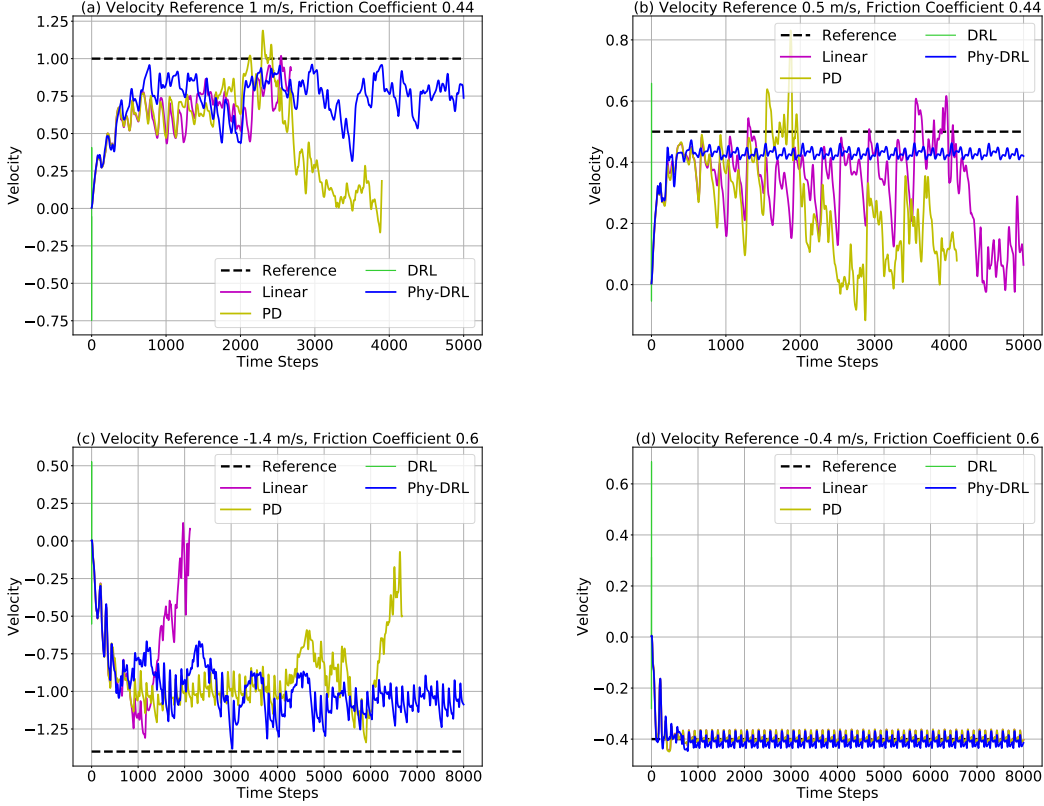 (a) Velocity Reference 1 m/s, Friction Coefficient 0.44
1.25
1.00
0.75
0.50
0.25
0.00
−0.25
−0.50
−0.75
Velocity
Reference
Linear
PD
DRL
Phy-DRL
0 1000 2000 3000 4000 5000
Time Steps
(b) Velocity Reference 0.5 m/s, Friction Coefficient 0.44
0.8
0.6
0.4
0.2
0.0
Velocity
Reference
Linear
PD
DRL
Phy-DRL
0 1000 2000 3000 4000 5000
Time Steps
(c) Velocity Reference -1.4 m/s, Friction Coefficient 0.6
0.50
0.25
0.00
−0.25
−0.50
−0.75
−1.00
−1.25
Velocity
Reference
Linear
PD
DRL
Phy-DRL
0 1000 2000 3000 4000 5000 6000 7000 8000
Time Steps
(d) Velocity Reference -0.4 m/s, Friction Coefficient 0.6
0.6
0.4
0.2
0.0
−0.2
−0.4
Velocity
Reference
Linear
PD
DRL
Phy-DRL
0 1000 2000 3000 4000 5000 6000 7000 8000
Time Steps